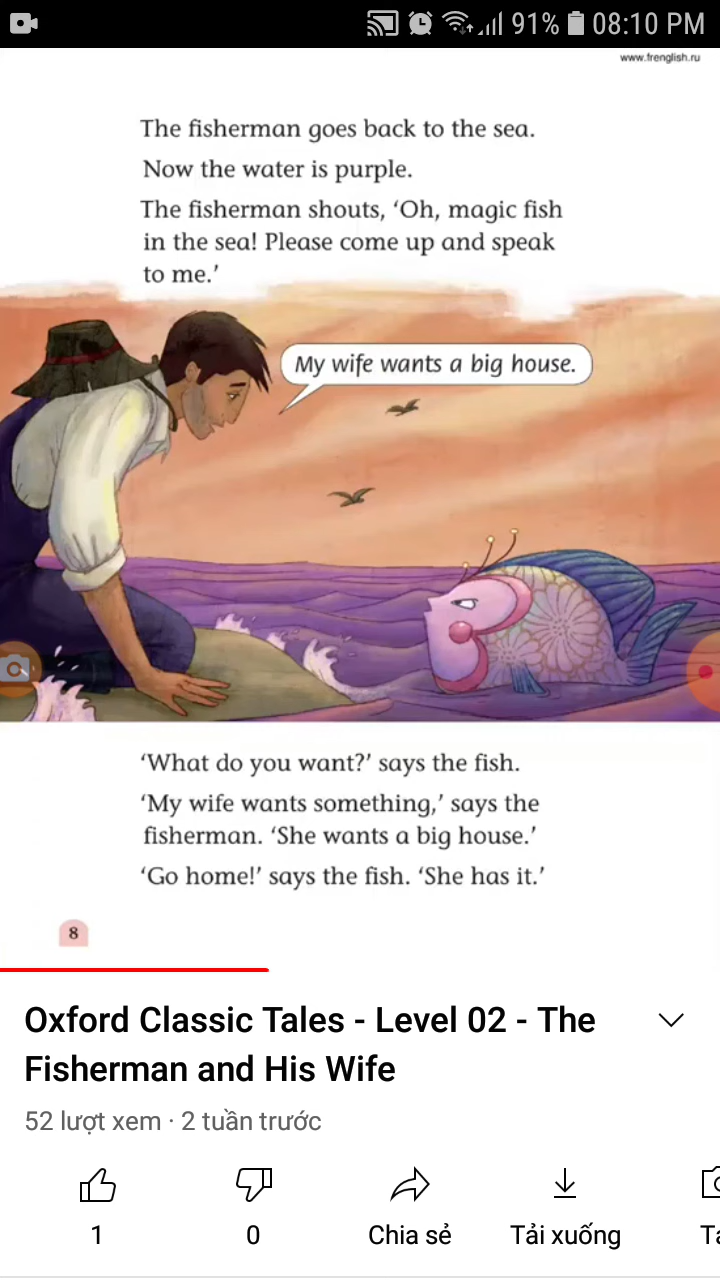 91% 08:10 PM
www.frenglish.ru
The fisherman goes back to the sea.
Now the water is purple.
The fisherman shouts, ‘Oh, magic fish
in the sea! Please come up and speak
to me.’
My wife wants a big house.
‘What do you want?’ says the fish.
‘My wife wants something,’ says the
fisherman. ‘She wants a big house.’
‘Go home!’ says the fish. ‘She has it.’
8
Oxford Classic Tales - Level 02 - The
Fisherman and His Wife
52 lượt xem · 2 tuần trước
1 0 Chia sẻ Tải xuống